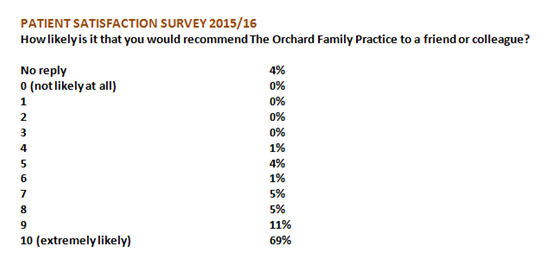 PATIENT SATISFACTION SURVEY 2015/16
How likely is it that you would recommend The Orchard Family Practice to a friend or colleague?
No reply 4%
0 (not likely at all) 0%
1 0%
2 0%
3 0%
4 1%
5 4%
6 1%
7 5%
8 5%
9 11%
10 (extremely likely) 69%